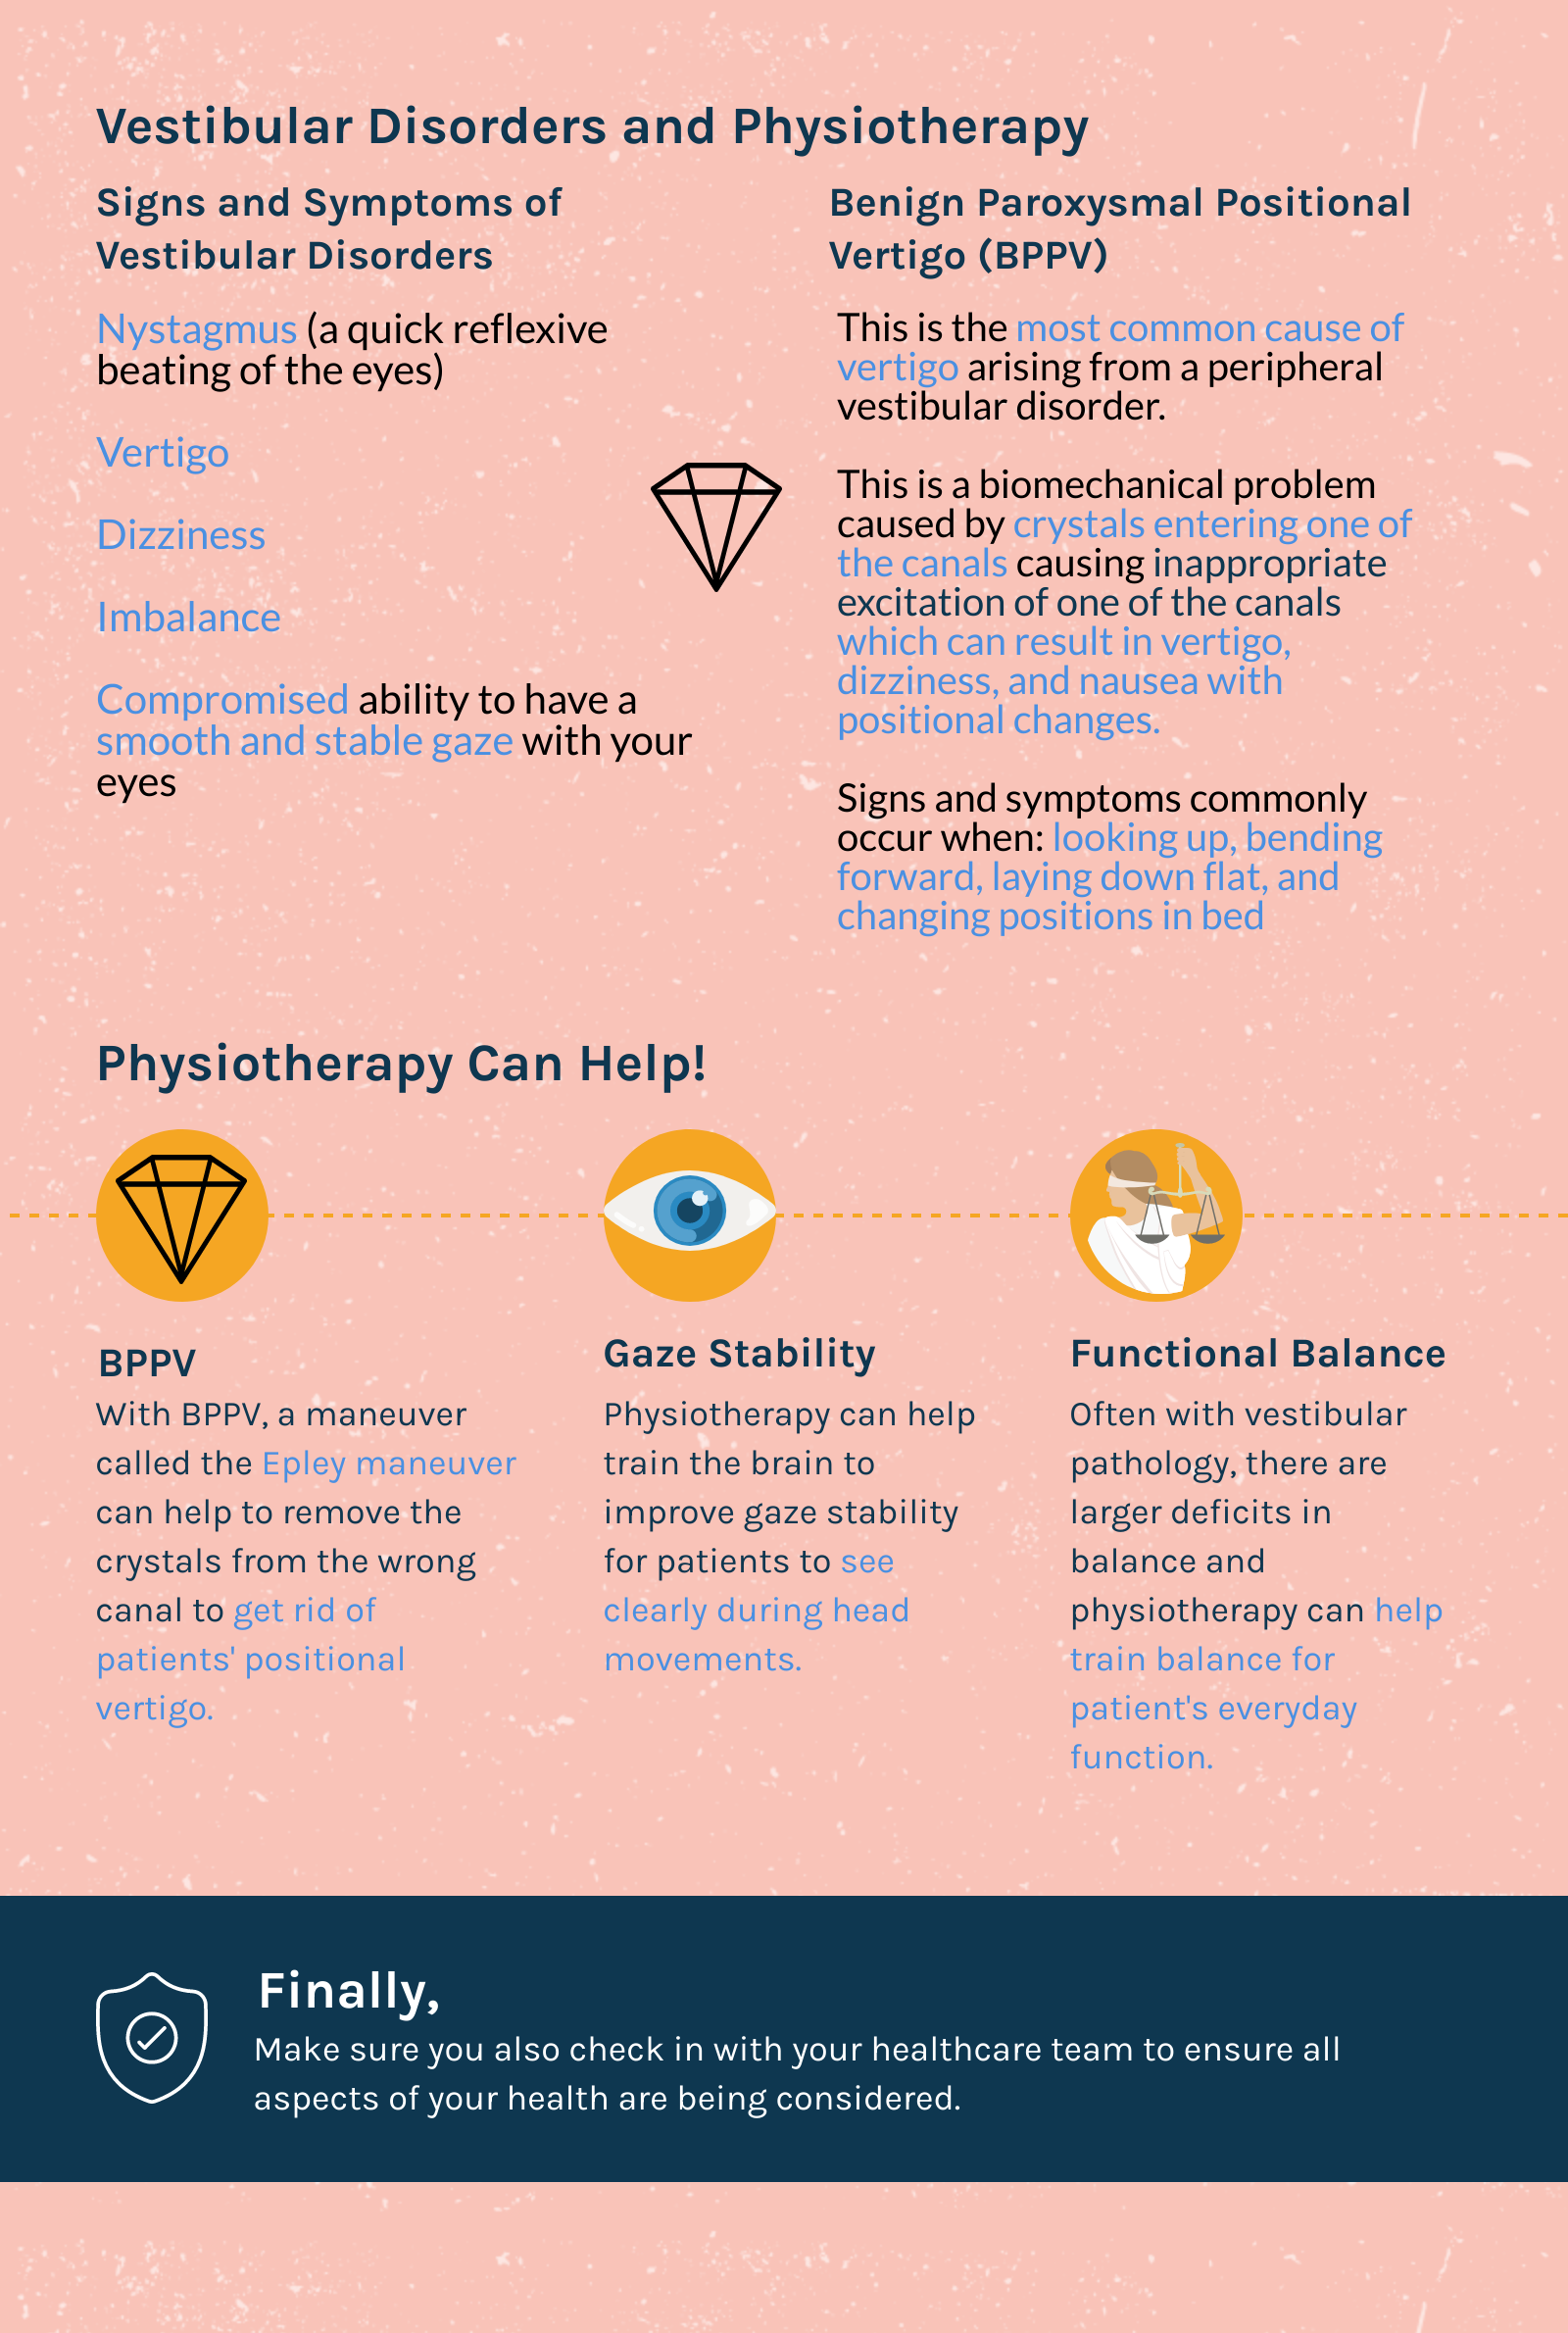 Vestibular Disorders and Physiotherapy
Signs and Symptoms of
Vestibular Disorders
Nystagmus (a quick reflexive
beating of the eyes)
Vertigo
Dizziness
Imbalance
Compromised ability to have a
smooth and stable gaze with your
eyes
Benign Paroxysmal Positional
Vertigo (BPPV)
This is the most common cause of
vertigo arising from a peripheral
vestibular disorder.
This is a biomechanical problem
caused by crystals entering one of
the canals causing inappropriate
excitation of one of the canals
which can result in vertigo,
dizziness, and nausea with
positional changes.
Signs and symptoms commonly
occur when: looking up, bending
forward, laying down flat, and
changing positions in bed
Physiotherapy Can Help!
BPPV
With BPPV, a maneuver
called the Epley maneuver
can help to remove the
crystals from the wrong
canal to get rid of
patients' positional
vertigo.
Gaze Stability
Physiotherapy can help
train the brain to
improve gaze stability
for patients to see
clearly during head
movements.
Functional Balance
Often with vestibular
pathology, there are
larger deficits in
balance and
physiotherapy can help
train balance for
patient's everyday
function.
Finally,
Make sure you also check in with your healthcare team to ensure all
aspects of your health are being considered.